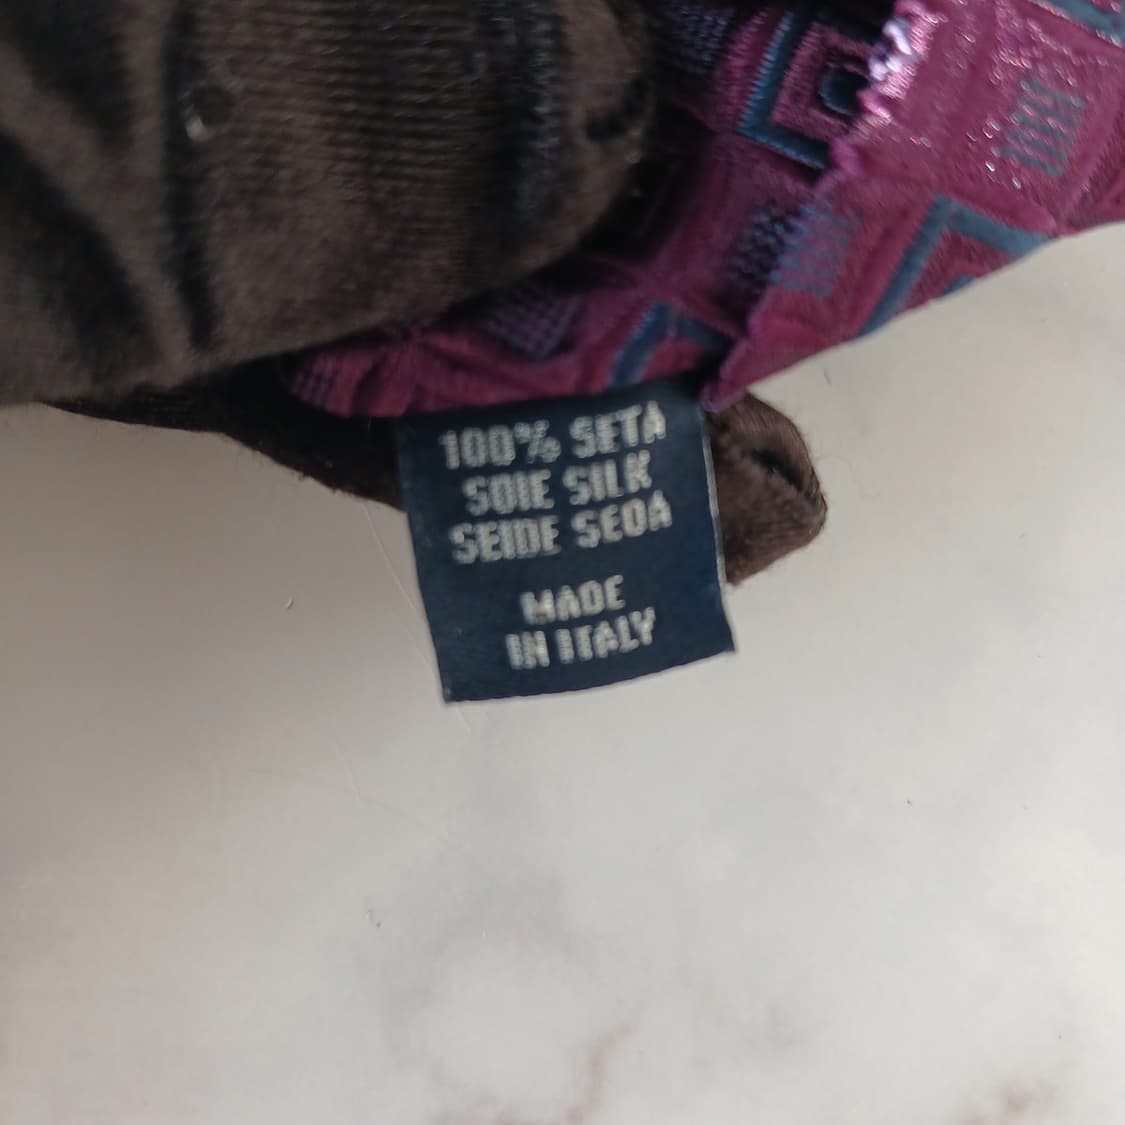 100% SETA
SOIE SILK
SEIDE SEDA
MADE
IN ITALY